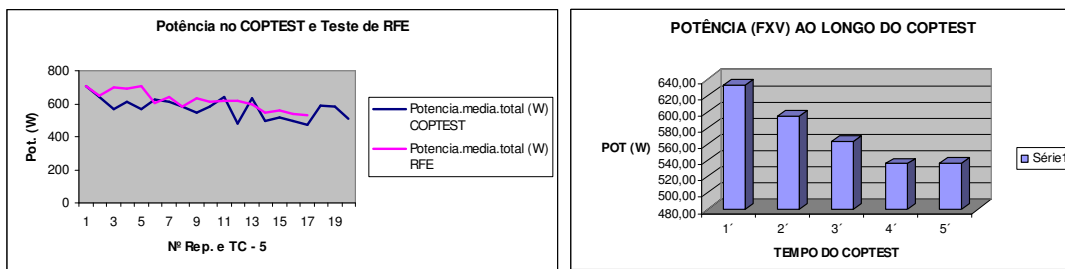 Potência no COPTEST e Teste de RFE
800
600
400
200
0
Pot. (W)
1 3 5 7 9 11 13 15 17 19
Nº Rep. e TC - 5
Potencia.media.total (W)
COPTEST
Potencia.media.total (W)
RFE
POTÊNCIA (FXV) AO LONGO DO COPTEST
640,00
620,00
600,00
580,00
560,00
540,00
520,00
500,00
480,00
POT (W)
1´ 2´ 3´ 4´ 5´
TEMPO DO COPTEST
Série1